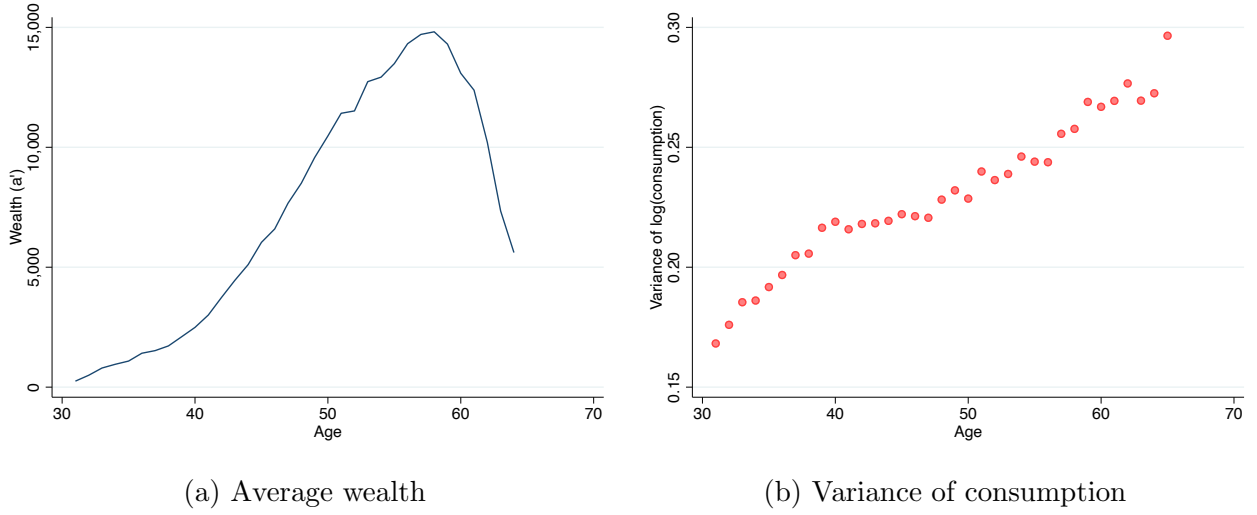 Wealth (a')
15,000
10,000
5,000
0
30 40 50 60 70
Age
(a) Average wealth
Variance of log(consumption)
0.30
0.25
0.20
0.15
30 40 50 60 70
Age
(b) Variance of consumption